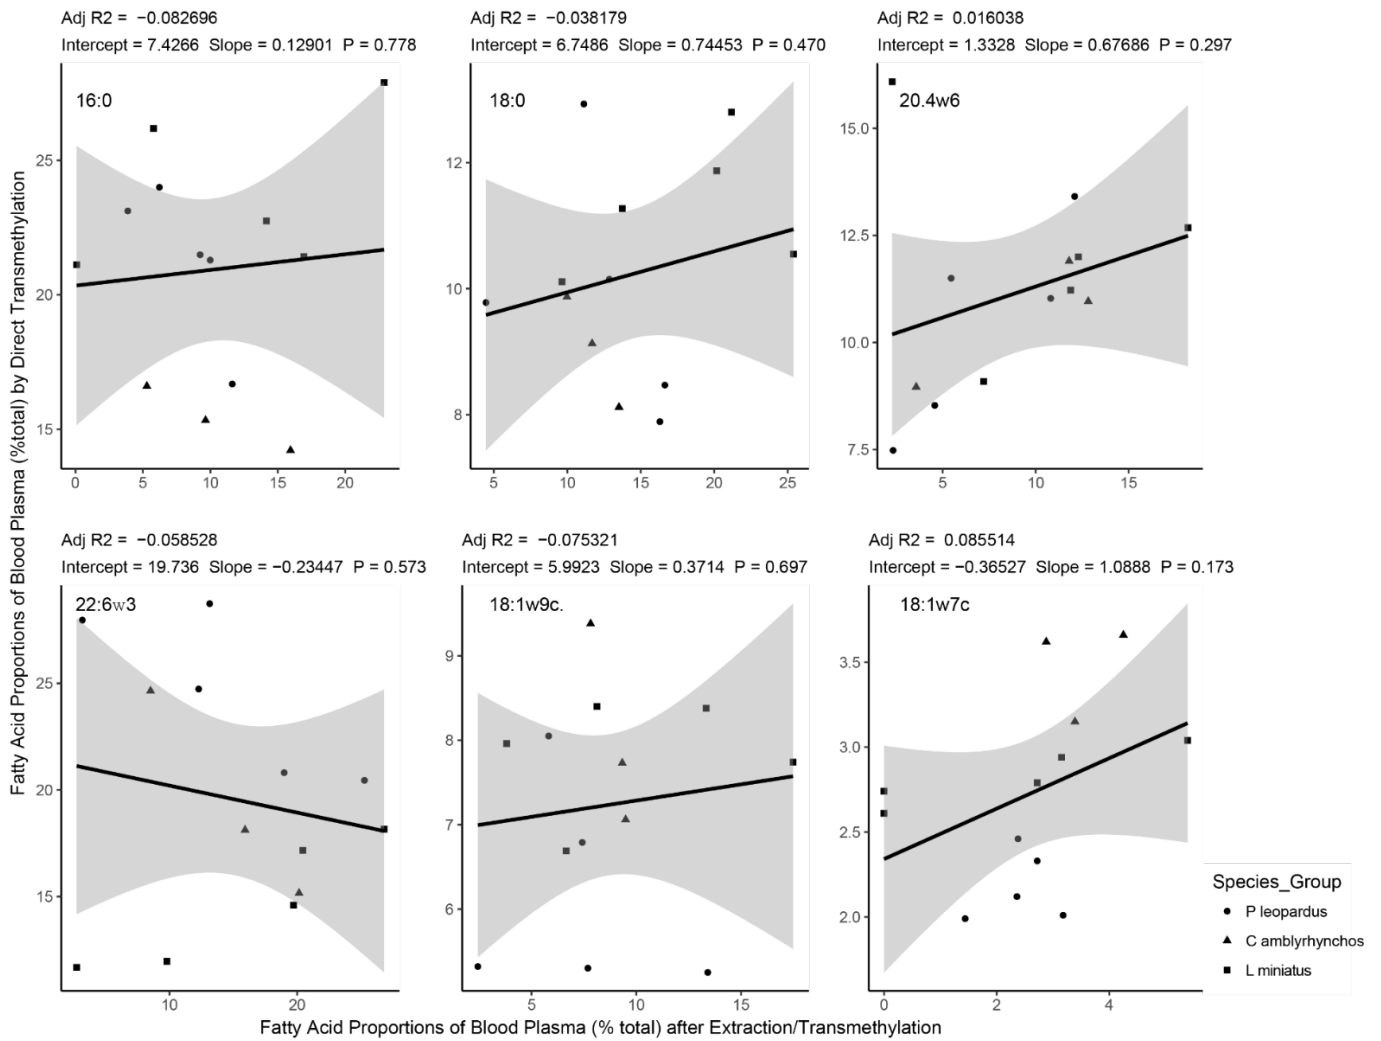 Adj R2 =  −0.082696
Intercept = 7.4266  Slope = 0.12901  P = 0.778
Adj R2 =  −0.038179
Intercept = 6.7486  Slope = 0.74453  P = 0.470
Adj R2 =  0.016038
Intercept = 1.3328  Slope = 0.67686  P = 0.297
Fatty Acid Proportions of Blood Plasma (%total) by Direct Transmethylation
16:0
25
20
15
0 5 10 15 20
18:0
12
10
8
5 10 15 20 25
20.4w6
15.0
12.5
10.0
7.5
5 10 15
Adj R2 =  −0.058528
Intercept = 19.736  Slope = −0.23447  P = 0.573
Adj R2 =  −0.075321
Intercept = 5.9923  Slope = 0.3714  P = 0.697
Adj R2 =  0.085514
Intercept = −0.36527  Slope = 1.0888  P = 0.173
22:6w3
25
20
15
10 20
18:1w9c.
9
8
7
6
5 10 15
18:1w7c
3.5
3.0
2.5
2.0
0 2 4
Species_Group
P leopardus
C amblyrhynchos
L miniatus
Fatty Acid Proportions of Blood Plasma (% total) after Extraction/Transmethylation